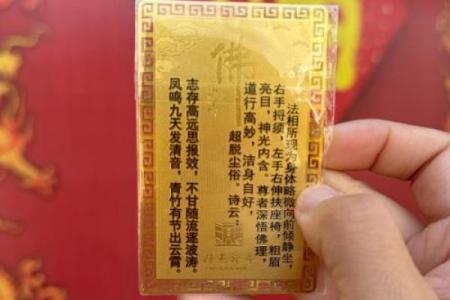 佛
法相所现为身体略微向前倾静坐，
右手捋须，左手右伸扶座椅，粗眉
亮目，神光内含。尊者深悟佛理，
道行高妙，洁身自好，
超脱尘俗。诗云：
志存高远思报效，不甘随流逐波涛。
凤鸣九天发清音，青竹有节出云霄。